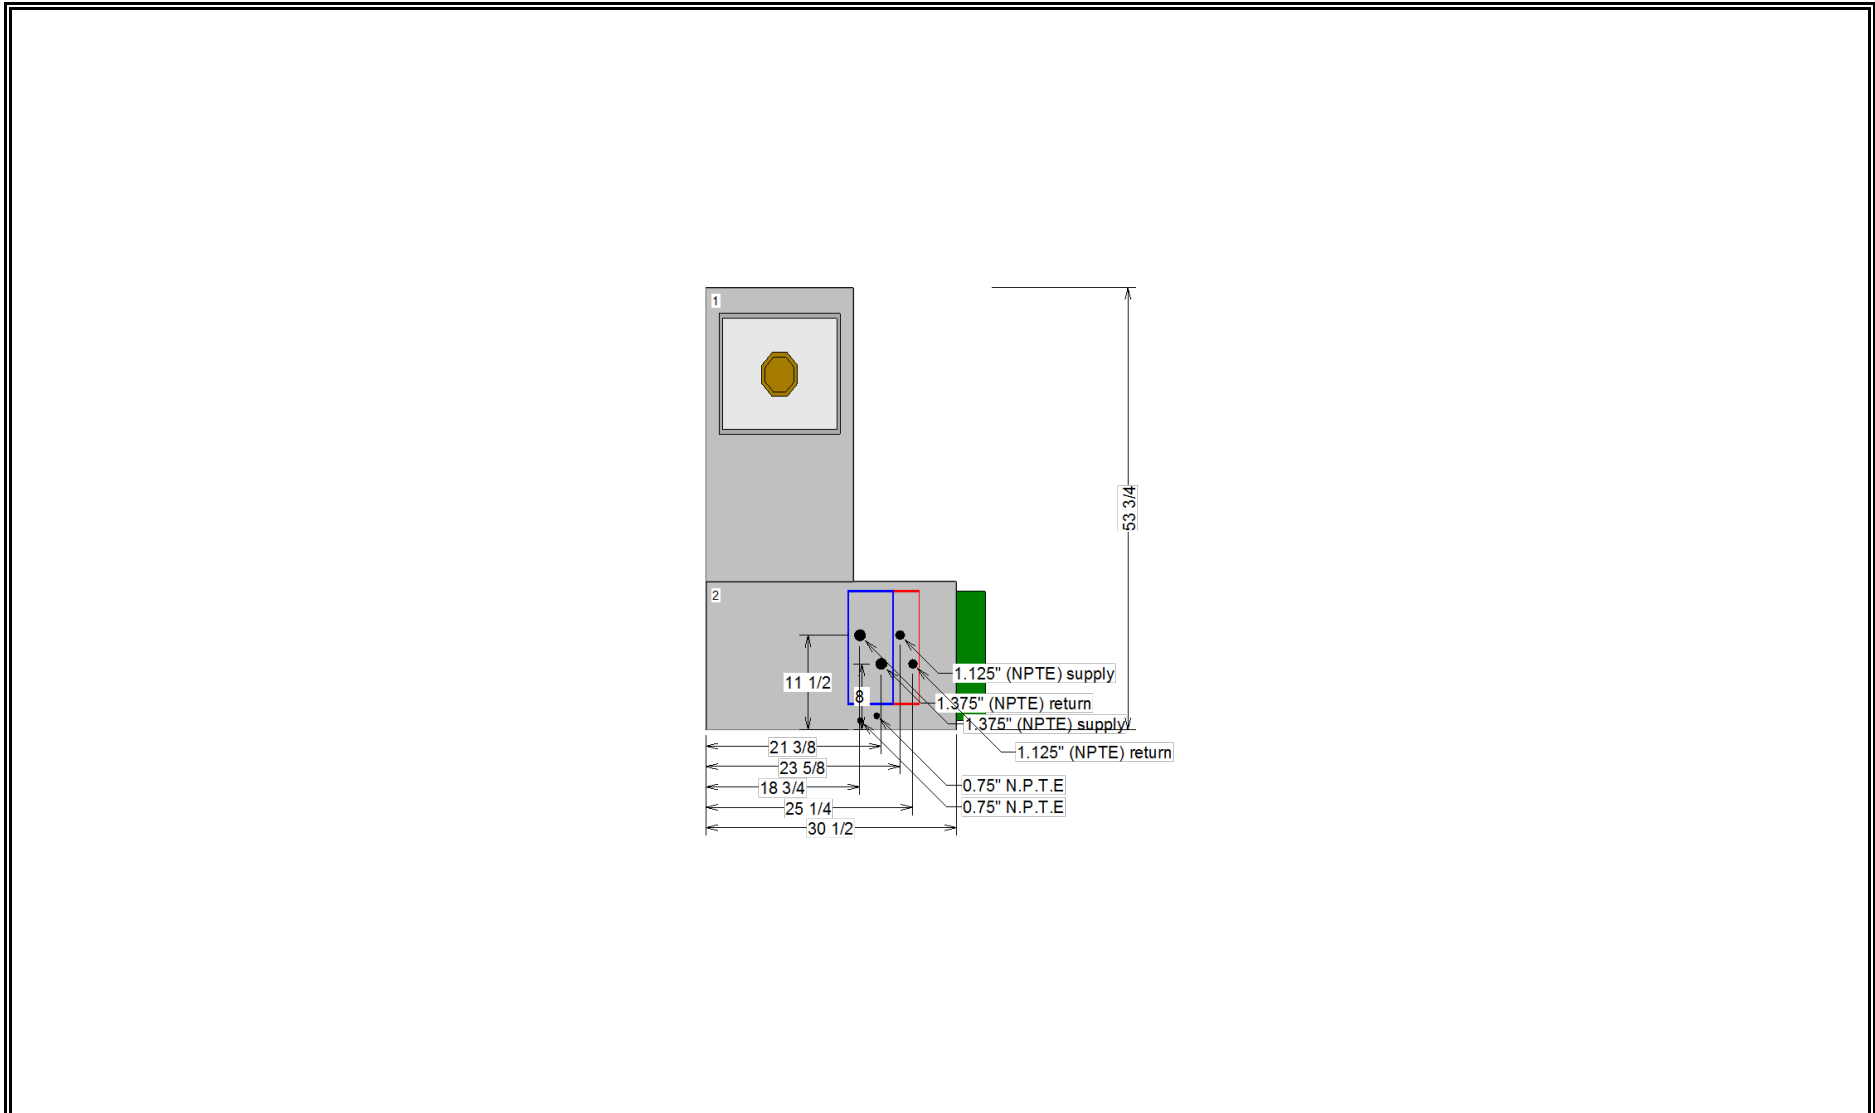 1
53 3/4
2
1.125" (NPTE) supply
11 1/2
8
1.375" (NPTE) return
1.375" (NPTE) supply
21 3/8
1.125" (NPTE) return
23 5/8
18 3/4
0.75" N.P.T.E
25 1/4
0.75" N.P.T.E
30 1/2